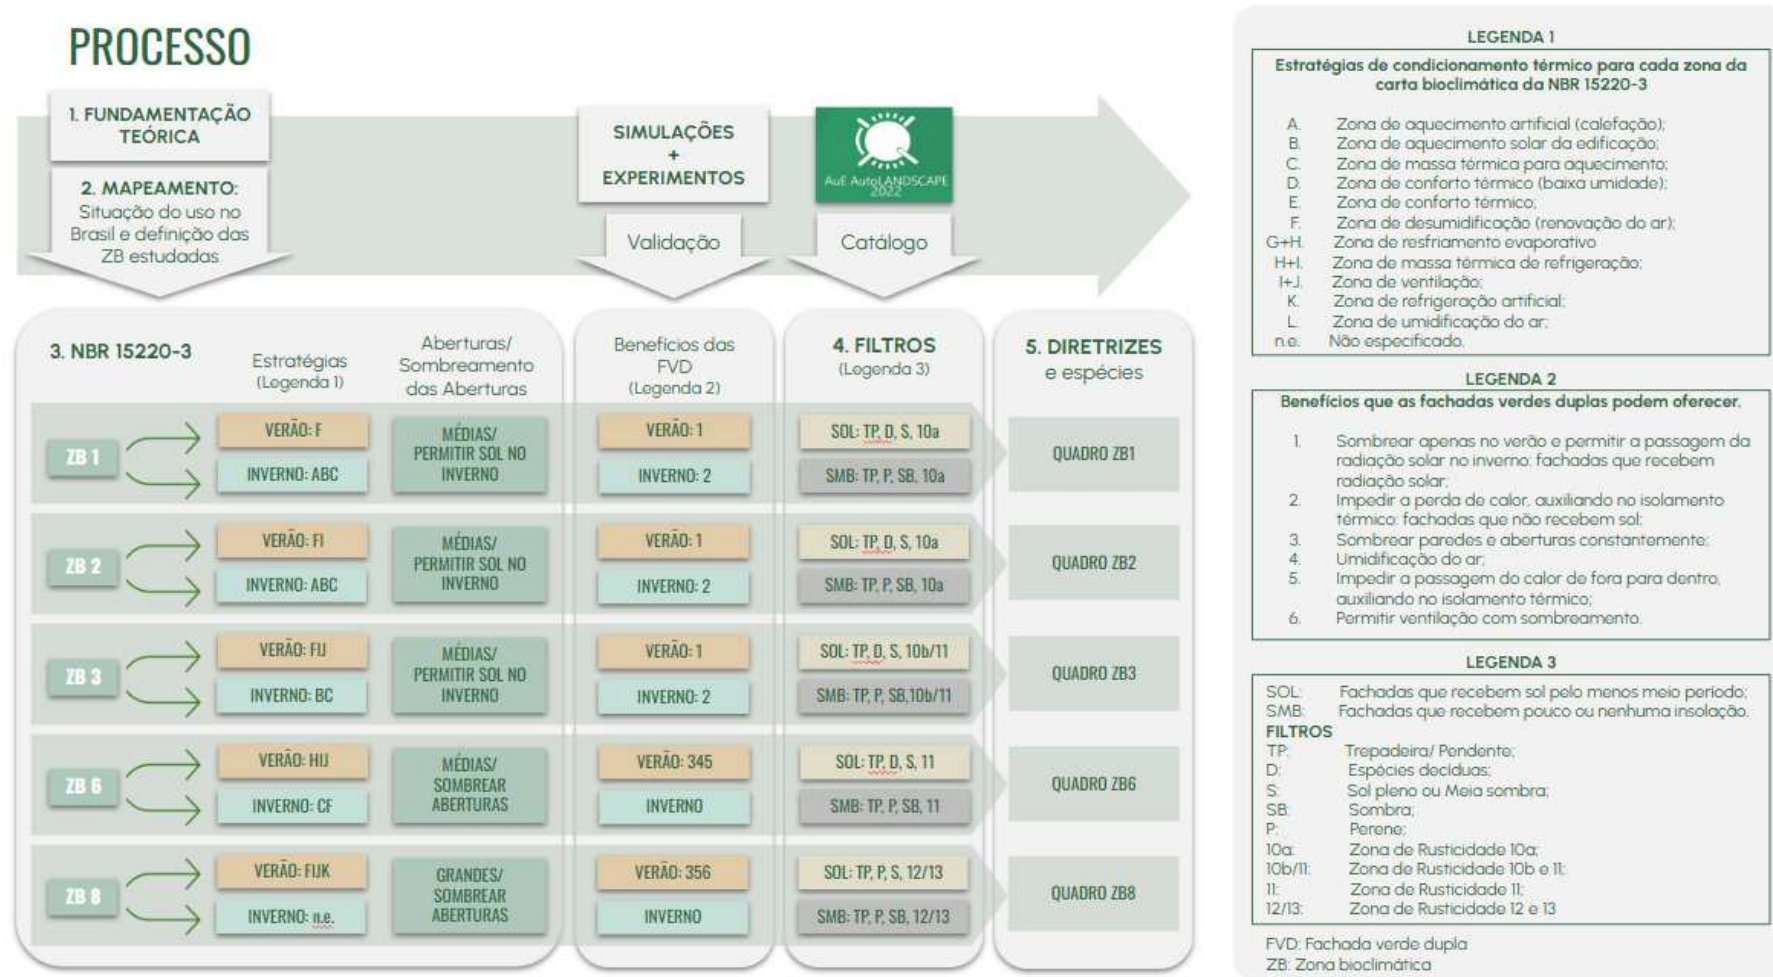 PROCESSO
1. FUNDAMENTAÇÃO
TEÓRICA
2. MAPEAMENTO:
Situação do uso no
Brasil e definição das
ZB estudadas
SIMULAÇÕES
+
EXPERIMENTOS
Validação
AuE AutoLANDSCAPE
2022
Catálogo
3. NBR 15220-3
Estratégias
(Legenda 1)
Aberturas/
Sombreamento
das Aberturas
Benefícios das
FVD
(Legenda 2)
4. FILTROS
(Legenda 3)
5. DIRETRIZES
e espécies
ZB 1
VERÃO: F
INVERNO: ABC
MÉDIAS/
PERMITIR SOL NO
INVERNO
VERÃO: 1
INVERNO: 2
SOL: TP, D, S, 10a
SMB: TP, P, SB, 10a
QUADRO ZB1
ZB 2
VERÃO: FI
INVERNO: ABC
MÉDIAS/
PERMITIR SOL NO
INVERNO
VERÃO: 1
INVERNO: 2
SOL: TP, D, S, 10a
SMB: TP, P, SB, 10a
QUADRO ZB2
ZB 3
VERÃO: FIJ
INVERNO: BC
MÉDIAS/
PERMITIR SOL NO
INVERNO
VERÃO: 1
INVERNO: 2
SOL: TP, D, S, 10b/11
SMB: TP, P, SB,10b/11
QUADRO ZB3
ZB 6
VERÃO: HIJ
INVERNO: CF
MÉDIAS/
SOMBREAR
ABERTURAS
VERÃO: 345
INVERNO
SOL: TP, D, S, 11
SMB: TP, P, SB, 11
QUADRO ZB6
ZB 8
VERÃO: FIJK
INVERNO: n.e.
GRANDES/
SOMBREAR
ABERTURAS
VERÃO: 356
INVERNO
SOL: TP, P, S, 12/13
SMB: TP, P, SB, 12/13
QUADRO ZB8
LEGENDA 1
Estratégias de condicionamento térmico para cada zona da
carta bioclimática da NBR 15220-3
A. Zona de aquecimento artificial (calefação);
B. Zona de aquecimento solar da edificação;
C. Zona de massa térmica para aquecimento;
D. Zona de conforto térmico (baixa umidade);
E. Zona de conforto térmico;
F. Zona de desumidificação (renovação do ar);
G+H. Zona de resfriamento evaporativo
H+I. Zona de massa térmica de refrigeração;
I+J. Zona de ventilação;
K. Zona de refrigeração artificial;
L. Zona de umidificação do ar;
n.e. Não especificado.
LEGENDA 2
Benefícios que as fachadas verdes duplas podem oferecer.
1. Sombrear apenas no verão e permitir a passagem da
radiação solar no inverno: fachadas que recebem
radiação solar;
2. Impedir a perda de calor, auxiliando no isolamento
térmico: fachadas que não recebem sol;
3. Sombrear paredes e aberturas constantemente;
4. Umidificação do ar;
5. Impedir a passagem do calor de fora para dentro,
auxiliando no isolamento térmico;
6. Permitir ventilação com sombreamento.
LEGENDA 3
SOL: Fachadas que recebem sol pelo menos meio período;
SMB: Fachadas que recebem pouco ou nenhuma insolação.
FILTROS
TP: Trepadeira/ Pendente;
D: Espécies decíduas;
S: Sol pleno ou Meia sombra;
SB: Sombra;
P: Perene;
10a: Zona de Rusticidade 10a;
10b/11: Zona de Rusticidade 10b e 11;
11: Zona de Rusticidade 11;
12/13: Zona de Rusticidade 12 e 13
FVD: Fachada verde dupla
ZB: Zona bioclimática